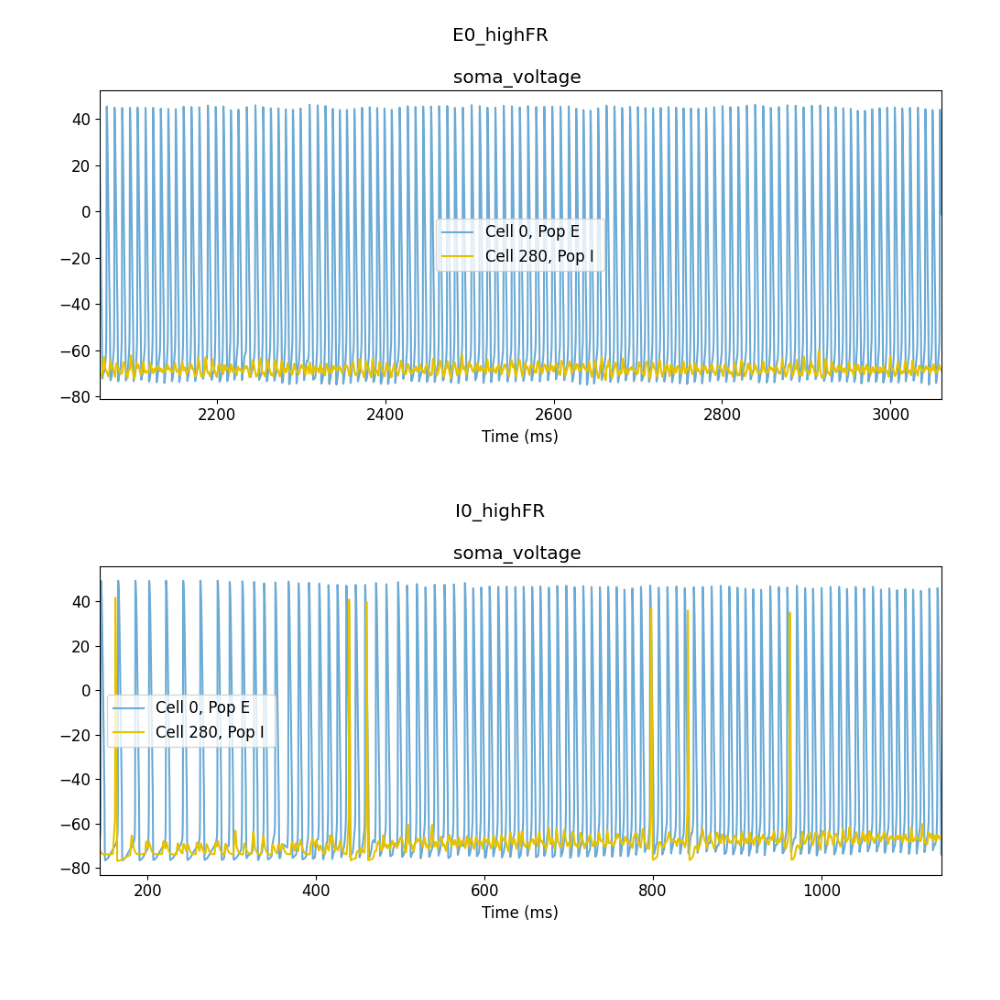 E0_highFR
soma_voltage
40
20
0
−20
−40
−60
−80
Cell 0, Pop E
Cell 280, Pop I
2200 2400 2600 2800 3000
Time (ms)
I0_highFR
soma_voltage
40
20
0
−20
−40
−60
−80
Cell 0, Pop E
Cell 280, Pop I
200 400 600 800 1000
Time (ms)